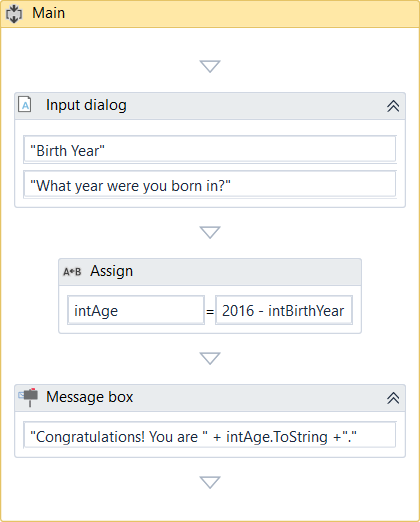 Main
Input dialog
"Birth Year"
"What year were you born in?"
A•B Assign
intAge = 2016 - intBirthYear
Message box
"Congratulations! You are " + intAge.ToString +"."